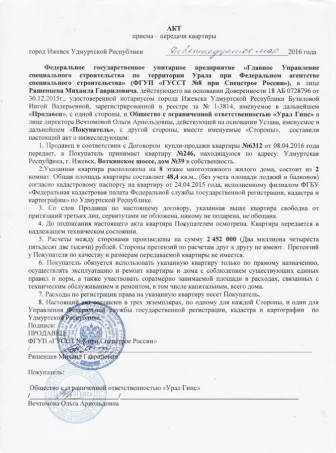 АКТ
приема – передачи квартиры
город Ижевск Удмуртской Республики 2016 года
Федеральное государственное унитарное предприятие «Главное Управление
специального строительства по территории Урала при Федеральном агентстве
специального строительства» (ФГУП «ГУССТ №8 при Спецстрое России»), в лице
Рашевцева Михаила Гавриловича, действующего на основании Доверенности 18 АБ 0728796 от
30.12.2015г., удостоверенной нотариусом города Ижевска Удмуртской Республики Бузиловой
Ингой Викторовной, зарегистрированной в реестре за № 1-3814, именуемое в дальнейшем
«Продавец», с одной стороны, и Общество с ограниченной ответственностью «Урал Гипс» в
лице директора Вечтомовой Ольги Арнольдовны, действующей на основании Устава, именуемое в
дальнейшем «Покупатель», с другой стороны, вместе именуемые «Стороны», составили
настоящий акт о нижеследующем:
1. Продавец в соответствии с Договором купли-продажи квартиры №6312 от 08.04.2016 года
передает, а Покупатель принимает квартиру №246, находящуюся по адресу: Удмуртская
Республика, г. Ижевск, Воткинское шоссе, дом №39 в собственность.
2.Указанная квартира расположена на 8 этаже многоэтажного жилого дома, состоит из 2
комнат. Общая площадь квартиры составляет 48,4 кв.м., (без учета площади лоджий и балконов)
согласно кадастровому паспорту на квартиру от 24.04.2015 года, исполненному филиалом ФГБУ
«Федеральная кадастровая палата Федеральной службы государственной регистрации, кадастра и
картографии» по Удмуртской Республике.
3. Со слов Продавца по настоящему договору, указанная выше квартира свободна от
притязаний третьих лиц, сервитутами не обложена, никому не подарена, не обещана.
4. До подписания настоящего акта квартира Покупателем осмотрена. Квартира передается в
надлежащем техническом состоянии.
5. Расчеты между сторонами произведены на сумму 2 452 000 (Два миллиона четыреста
пятьдесят две тысячи) рублей. Стороны претензий по расчетам друг к другу не имеют. Претензий
у Покупателя по качеству и размерам передаваемой квартиры не имеется.
6. Покупатель обязуется использовать указанную квартиру только по прямому назначению,
осуществлять эксплуатацию и ремонт квартиры и дома с соблюдением существующих единых
правил и норм, а также участвовать соразмерно занимаемой площади в расходах, связанных с
техническим обслуживанием и ремонтом, в том числе капитальным, всего дома.
7. Расходы по регистрации права на указанную квартиру несет Покупатель.
8. Настоящий акт составлен в трех экземплярах, по одному для каждой Стороны, и один для
Управления Федеральной службы государственной регистрации, кадастра и картографии по
Удмуртской Республике.
Подписи:
ПРОДАВЕЦ:
ФГУП «ГУССТ №8 при Спецстрое России»
Рашевцев Михаил Гаврилович
Покупатель:
Общество с ограниченной ответственностью «Урал Гипс»
Вечтомова Ольга Арнольдовна